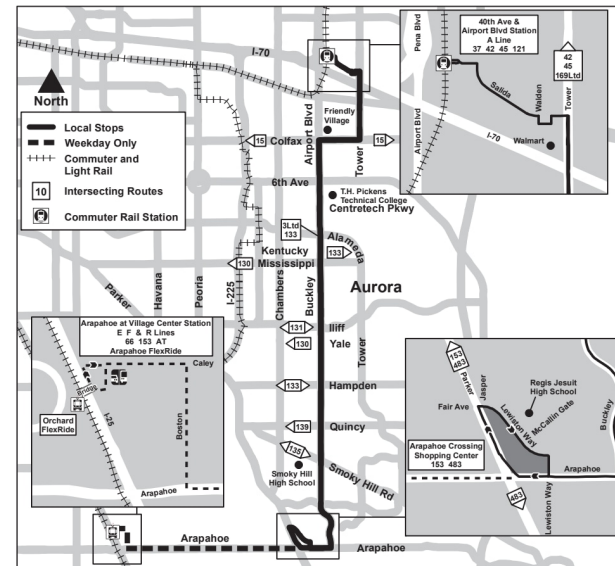 I-70
North
Local Stops
Weekday Only
Commuter and
Light Rail
10
Intersecting Routes
Commuter Rail Station
Airport Blvd
Friendly
Village
15
Colfax
15
Tower
6th Ave
T.H. Pickens
Technical College
Centretech Pkwy
3Ltd
133
Alameda
Kentucky
133
130
Mississippi
Parker
Havana
Peoria
I-225
Chambers
Buckley
Aurora
131
Iliff
130
Yale
Tower
133
Hampden
139
Quincy
135
Smoky Hill
High School
Smoky Hill Rd
Arapahoe
Arapahoe
40th Ave &
Airport Blvd Station
A Line
37 42 45 121
Pena Blvd
42
45
169Ltd
Tower
Salida
Walden
Airport Blvd
I-70
Walmart
Arapahoe at Village Center Station
E F & R Lines
66 153 AT
Arapahoe FlexRide
Caley
Bridge
Orchard
FlexRide
I-25
Boston
Arapahoe
153
483
Parker
Jasper
Regis Jesuit
High School
Fair Ave
Lewiston Way
McCallin Gate
Buckley
Arapahoe Crossing
Shopping Center
153 483
Arapahoe
483
Lewiston Way